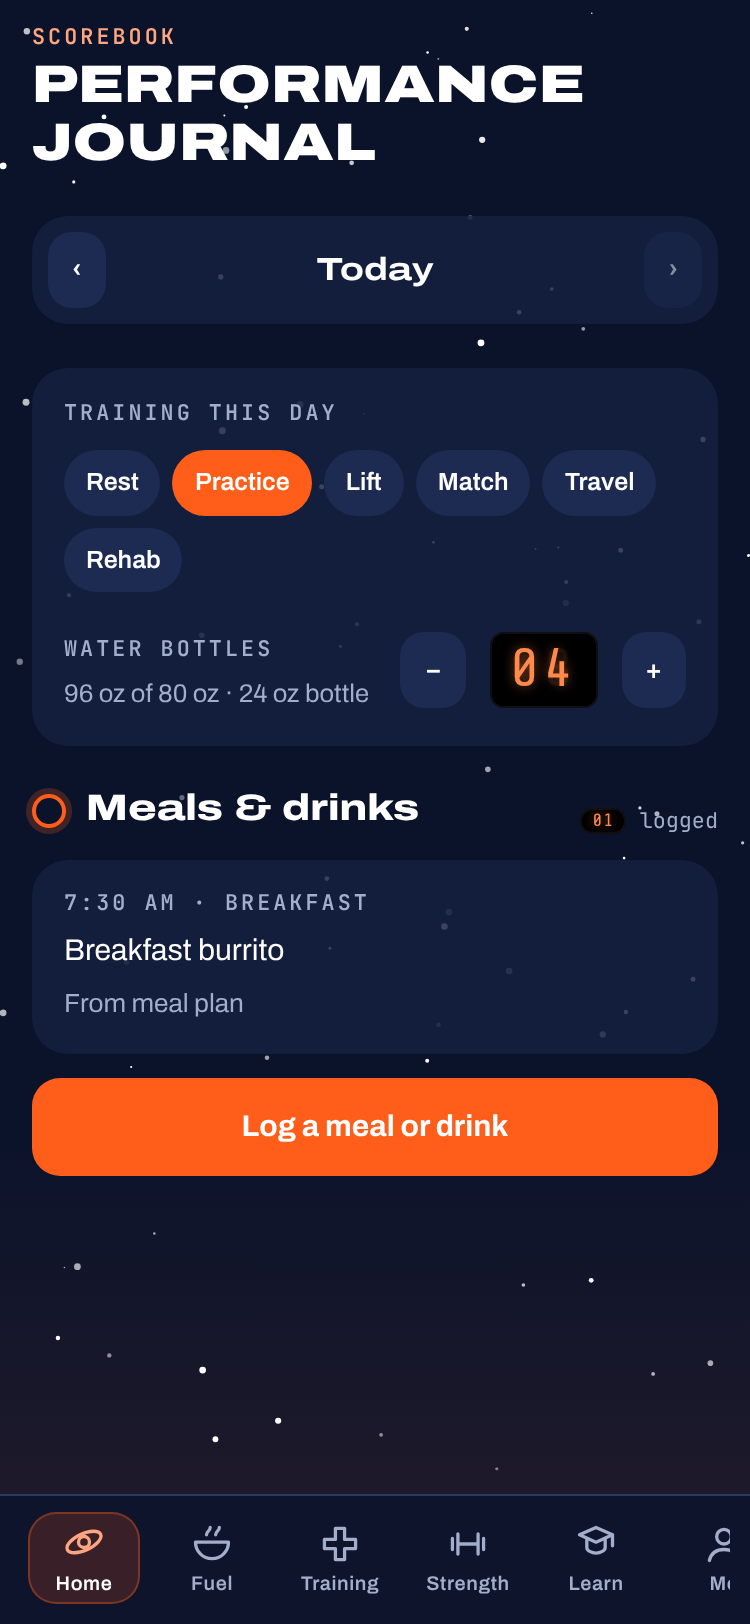 SCOREBOOK
PERFORMANCE
JOURNAL
‹ Today ›
TRAINING THIS DAY
Rest Practice Lift Match Travel
Rehab
WATER BOTTLES
96 oz of 80 oz · 24 oz bottle
− 04 +
Meals & drinks
01 logged
7:30 AM · BREAKFAST
Breakfast burrito
From meal plan
Log a meal or drink
Home Fuel Training Strength Learn